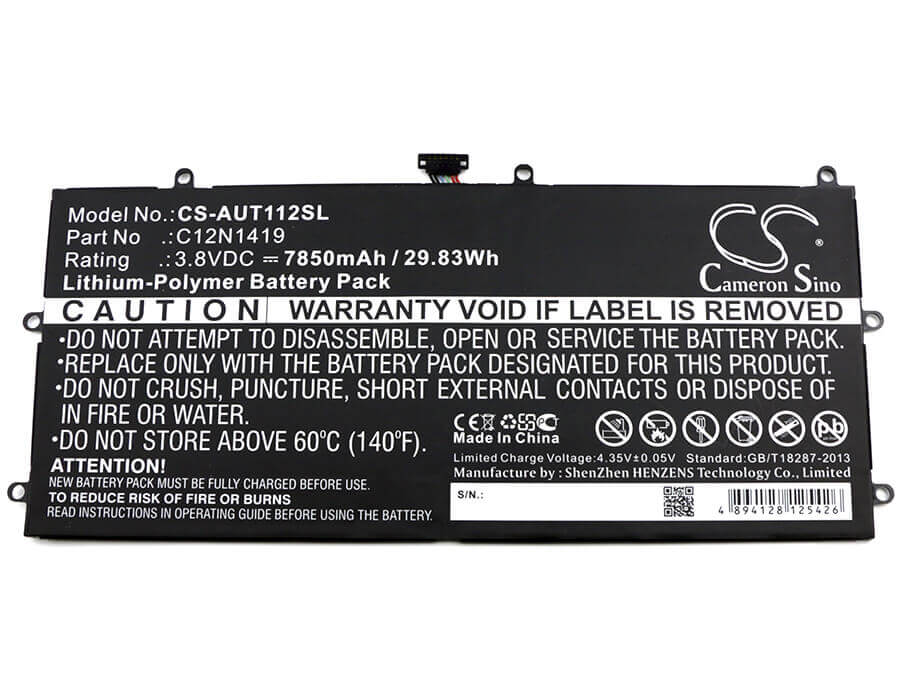 Model No.:CS-AUT112SL
Part No .:C12N1419
Rating .:3.8VDC ⎓ 7850mAh / 29.83Wh
Lithium-Polymer Battery Pack
CS
Cameron Sino
CAUTION WARRANTY VOID IF LABEL IS REMOVED
•DO NOT ATTEMPT TO DISASSEMBLE, OPEN OR SERVICE THE BATTERY PACK.
•REPLACE ONLY WITH THE BATTERY PACK DESIGNATED FOR THIS PRODUCT.
•DO NOT CRUSH, PUNCTURE, SHORT EXTERNAL CONTACTS OR DISPOSE OF
IN FIRE OR WATER.
•DO NOT STORE ABOVE 60°C (140°F).
ATTENTION!
NEW BATTERY PACK MUST BE FULLY CHARGED BEFORE INITIAL USE
TO REDUCE RISK OF FIRE OR BURNS
READ INSTRUCTIONS IN OPERATING GUIDE BEFORE USING BATTERY.
CE PC
Made In China
Pb
Limited Charge Voltage:4.35V±0.05V Standard:GB/T18287-2013
Manufacture by : ShenZhen HENZENS Technology Co., Limited
S/N.:
4 894128 125426